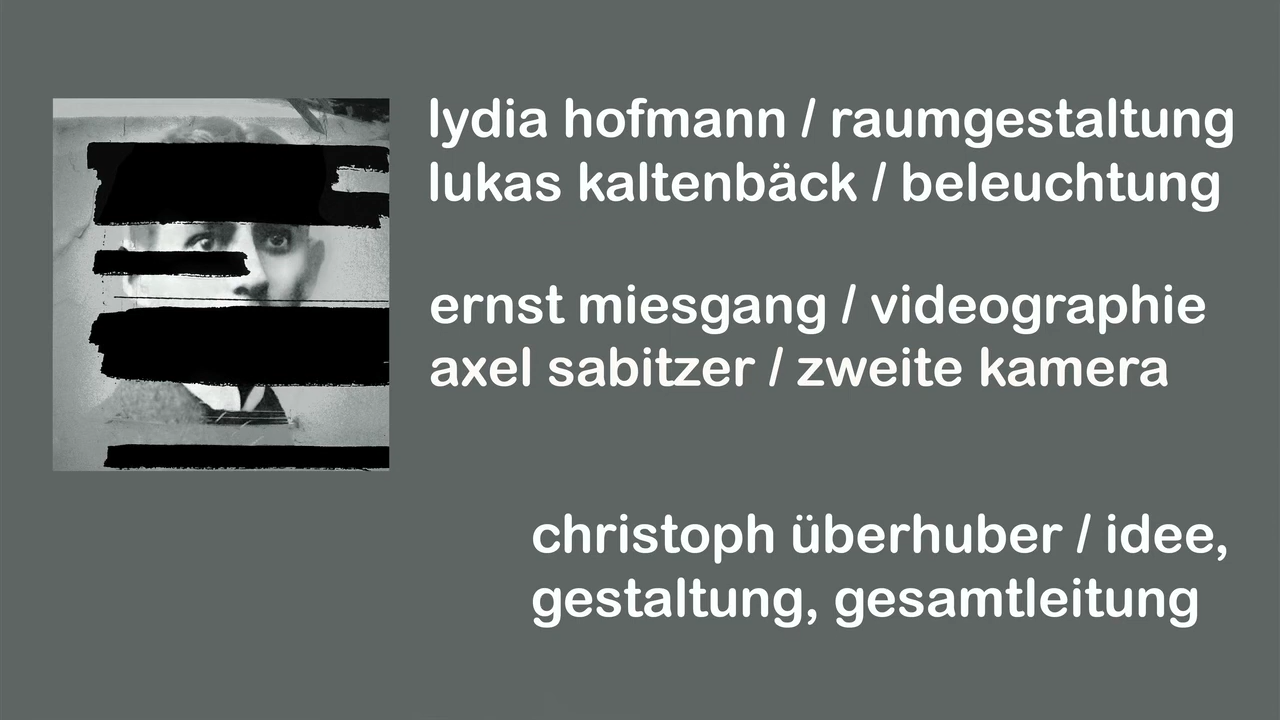 lydia hofmann / raumgestaltung
lukas kaltenbäck / beleuchtung
ernst miesgang / videographie
axel sabitzer / zweite kamera
christoph überhuber / idee,
gestaltung, gesamtleitung